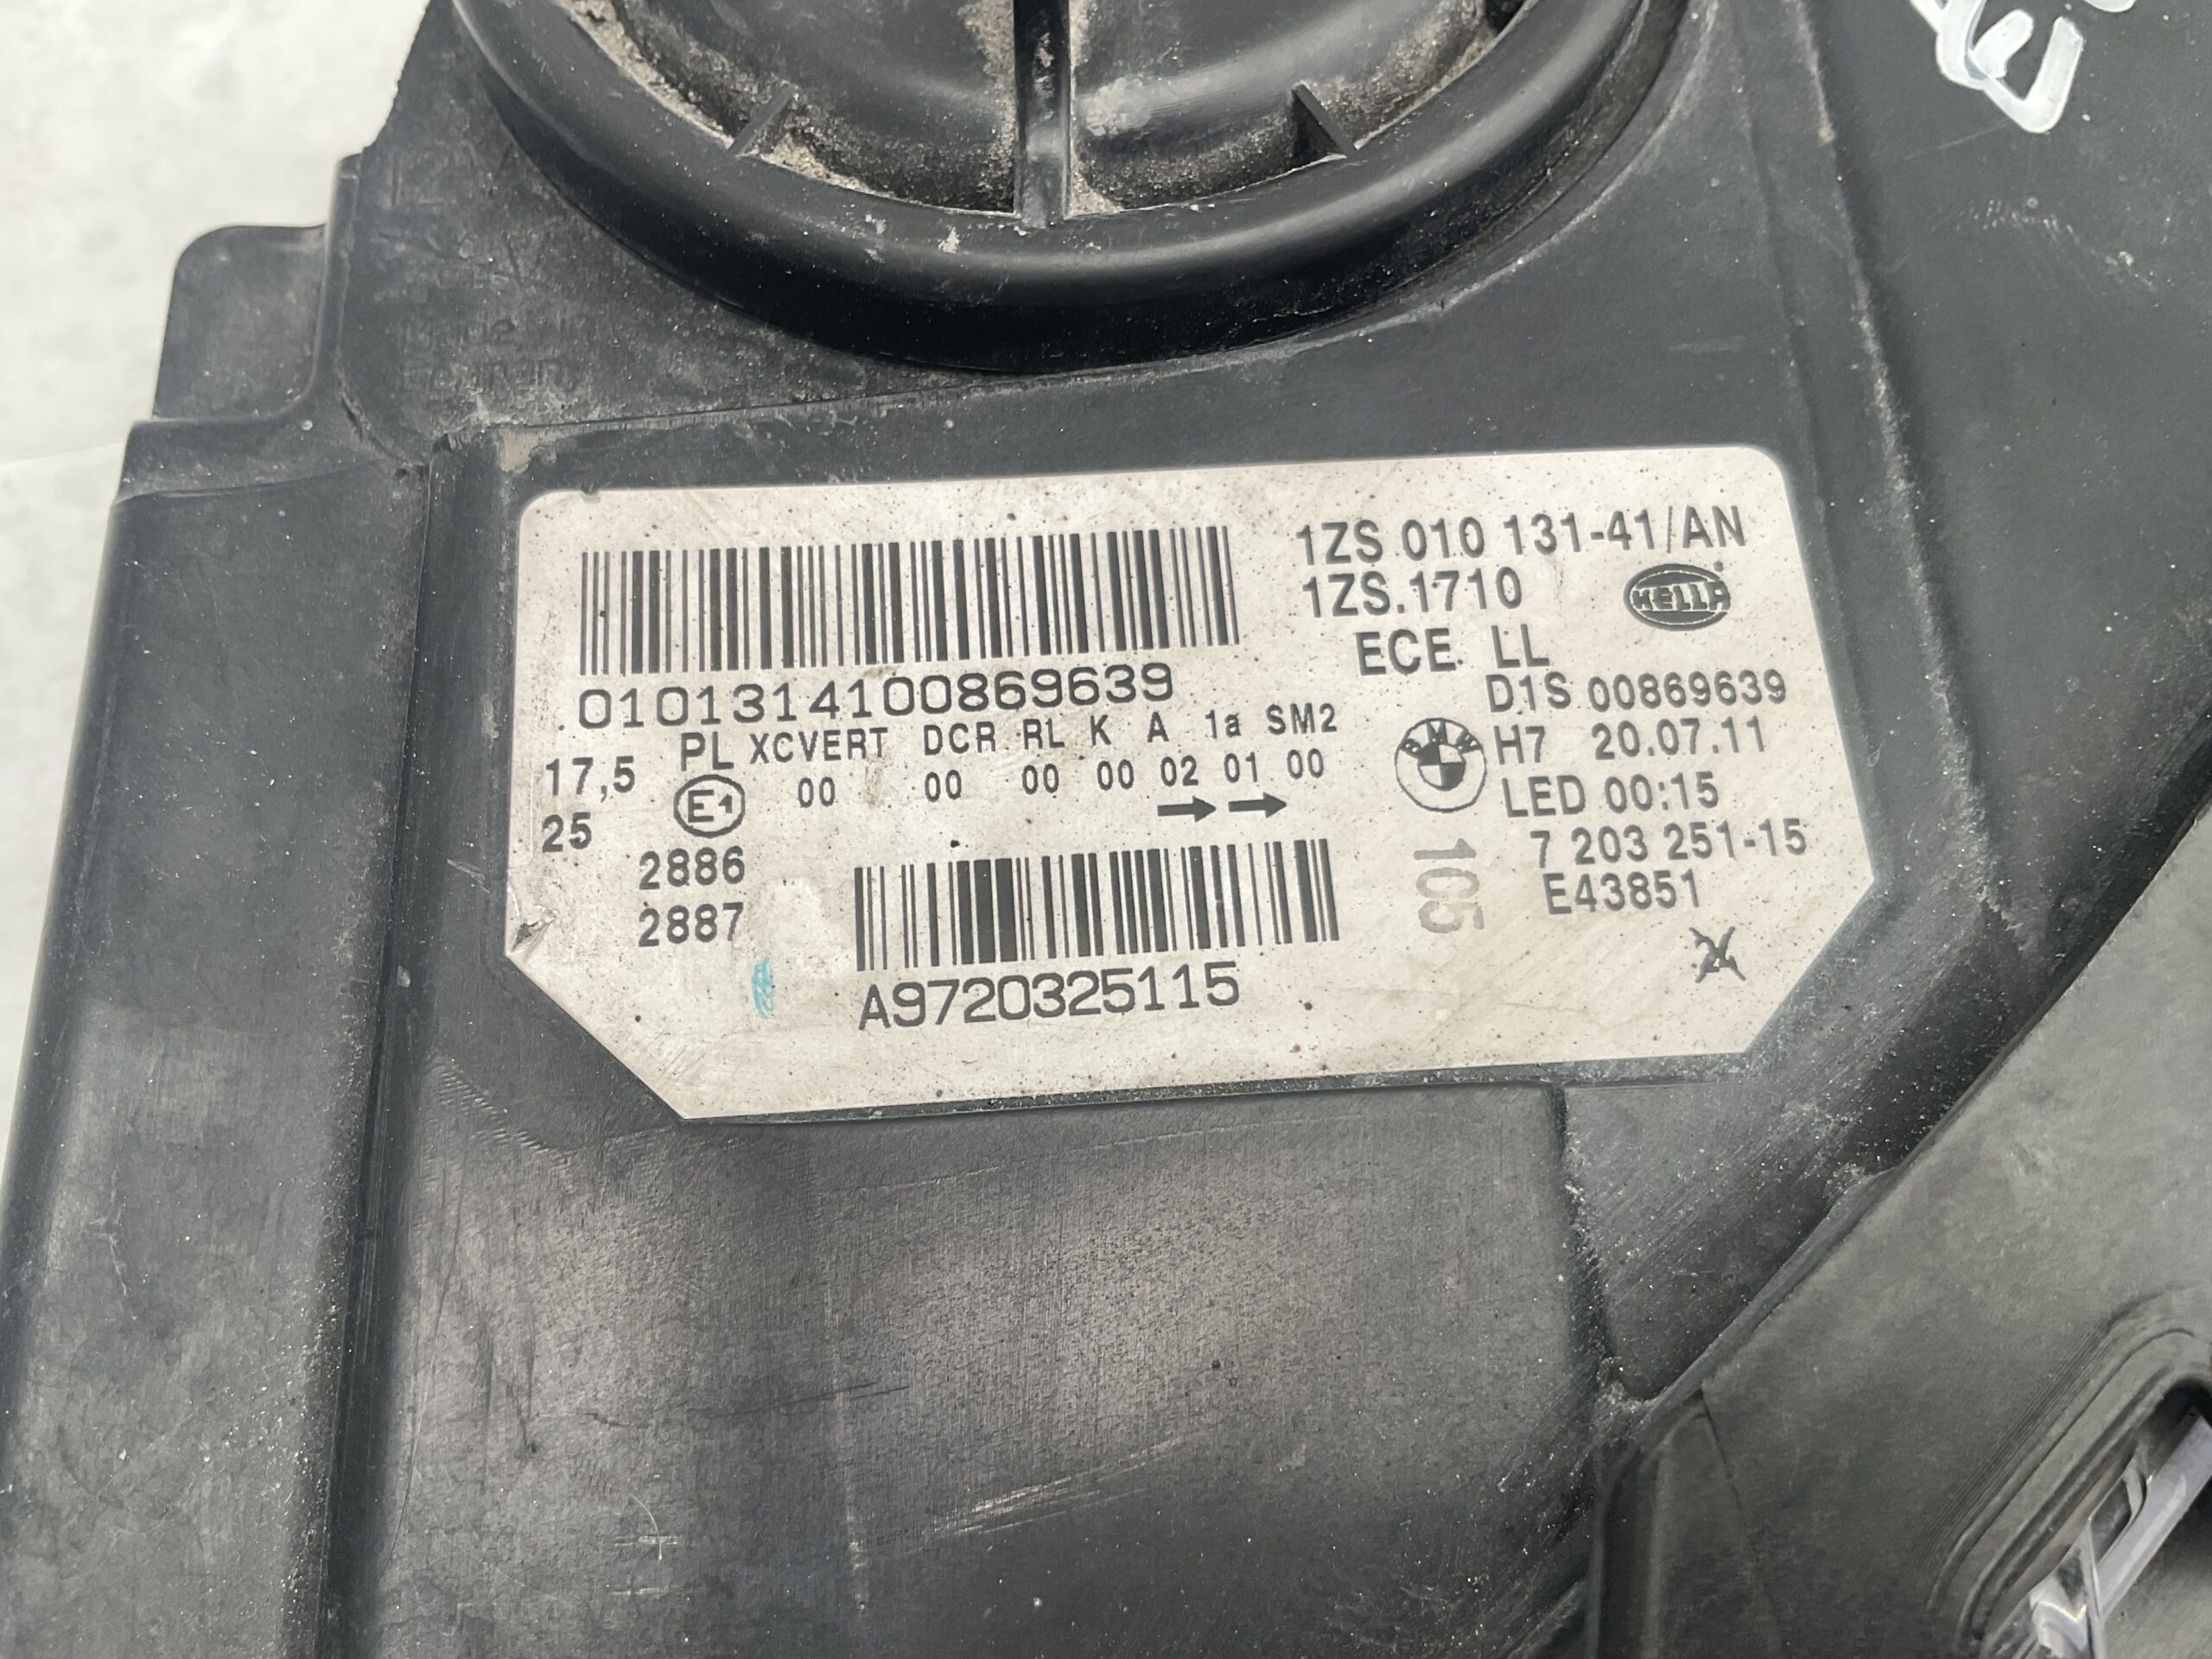 Made in
1ZS 010 131-41/AN
1ZS.1710
HELLA
ECE LL
0101314100869639
D1S 00869639
PL XCVERT DCR RL K A 1a SM2
17,5 E1 00 00 00 00 02 01 00
BMW
H7 20.07.11
25
LED 00:15
2886
7 203 251-15
2887
105
E43851
A9720325115